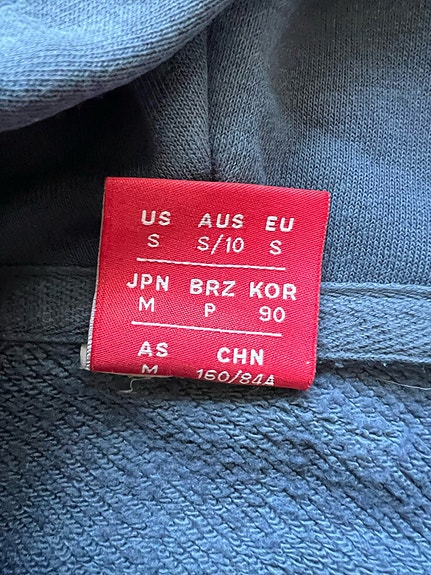 US AUS EU
S S/10 S
JPN BRZ KOR
M P 90
AS CHN
M 160/84A